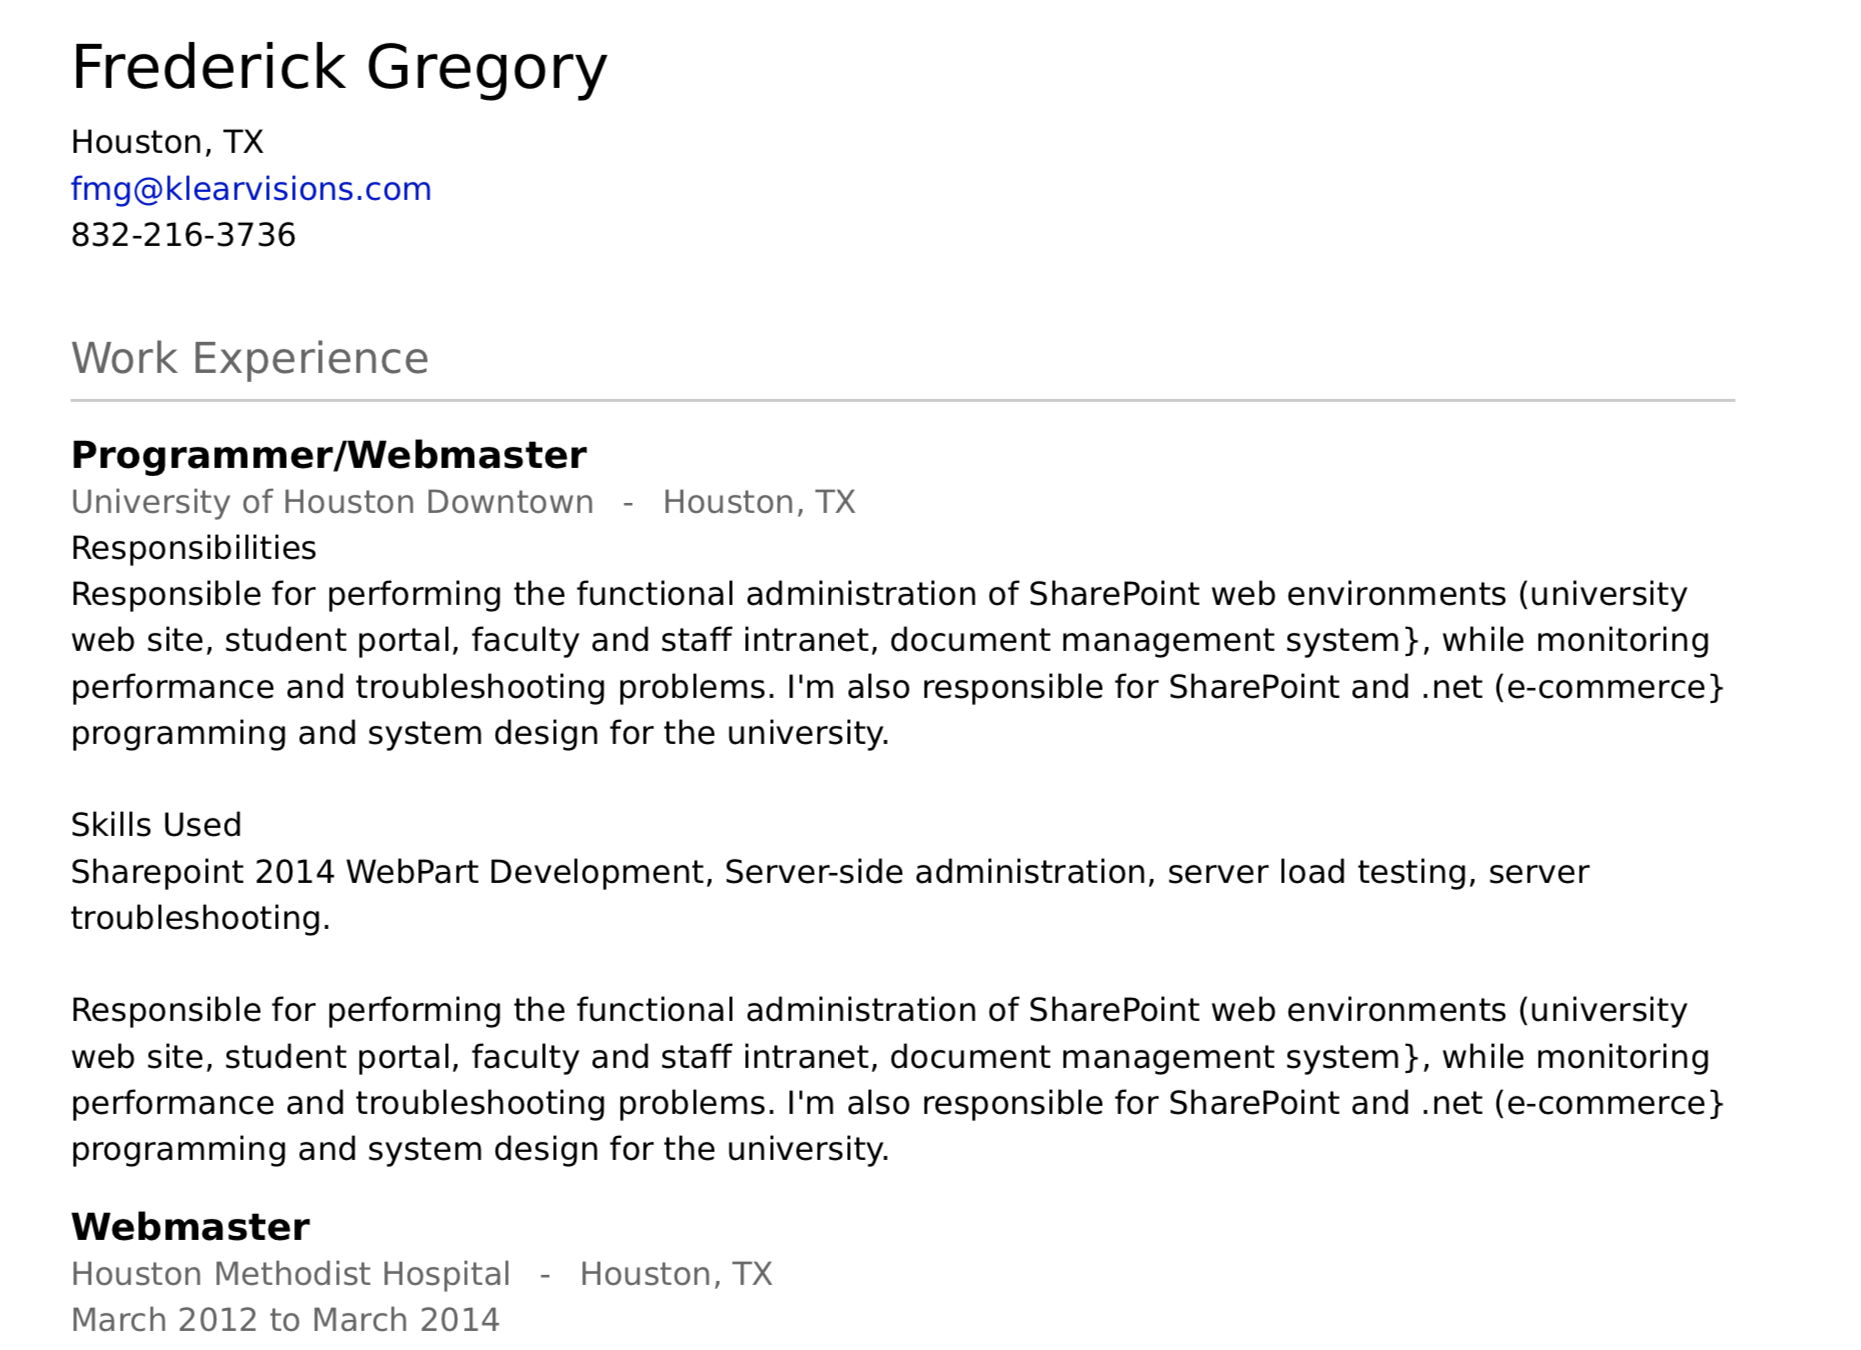 Frederick Gregory
Houston, TX
fmg@klearvisions.com
832-216-3736
Work Experience
Programmer/Webmaster
University of Houston Downtown - Houston, TX
Responsibilities
Responsible for performing the functional administration of SharePoint web environments (university
web site, student portal, faculty and staff intranet, document management system}, while monitoring
performance and troubleshooting problems. I'm also responsible for SharePoint and .net (e-commerce}
programming and system design for the university.
Skills Used
Sharepoint 2014 WebPart Development, Server-side administration, server load testing, server
troubleshooting.
Responsible for performing the functional administration of SharePoint web environments (university
web site, student portal, faculty and staff intranet, document management system}, while monitoring
performance and troubleshooting problems. I'm also responsible for SharePoint and .net (e-commerce}
programming and system design for the university.
Webmaster
Houston Methodist Hospital - Houston, TX
March 2012 to March 2014